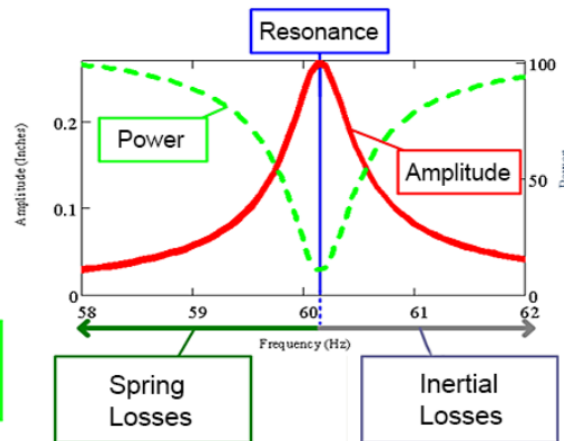 Resonance
100
Power
0.2
Amplitude
Amplitude (Inches)
50
0.1
0
0
58
59
60
61
62
Frequency (Hz)
Spring
Losses
Inertial
Losses